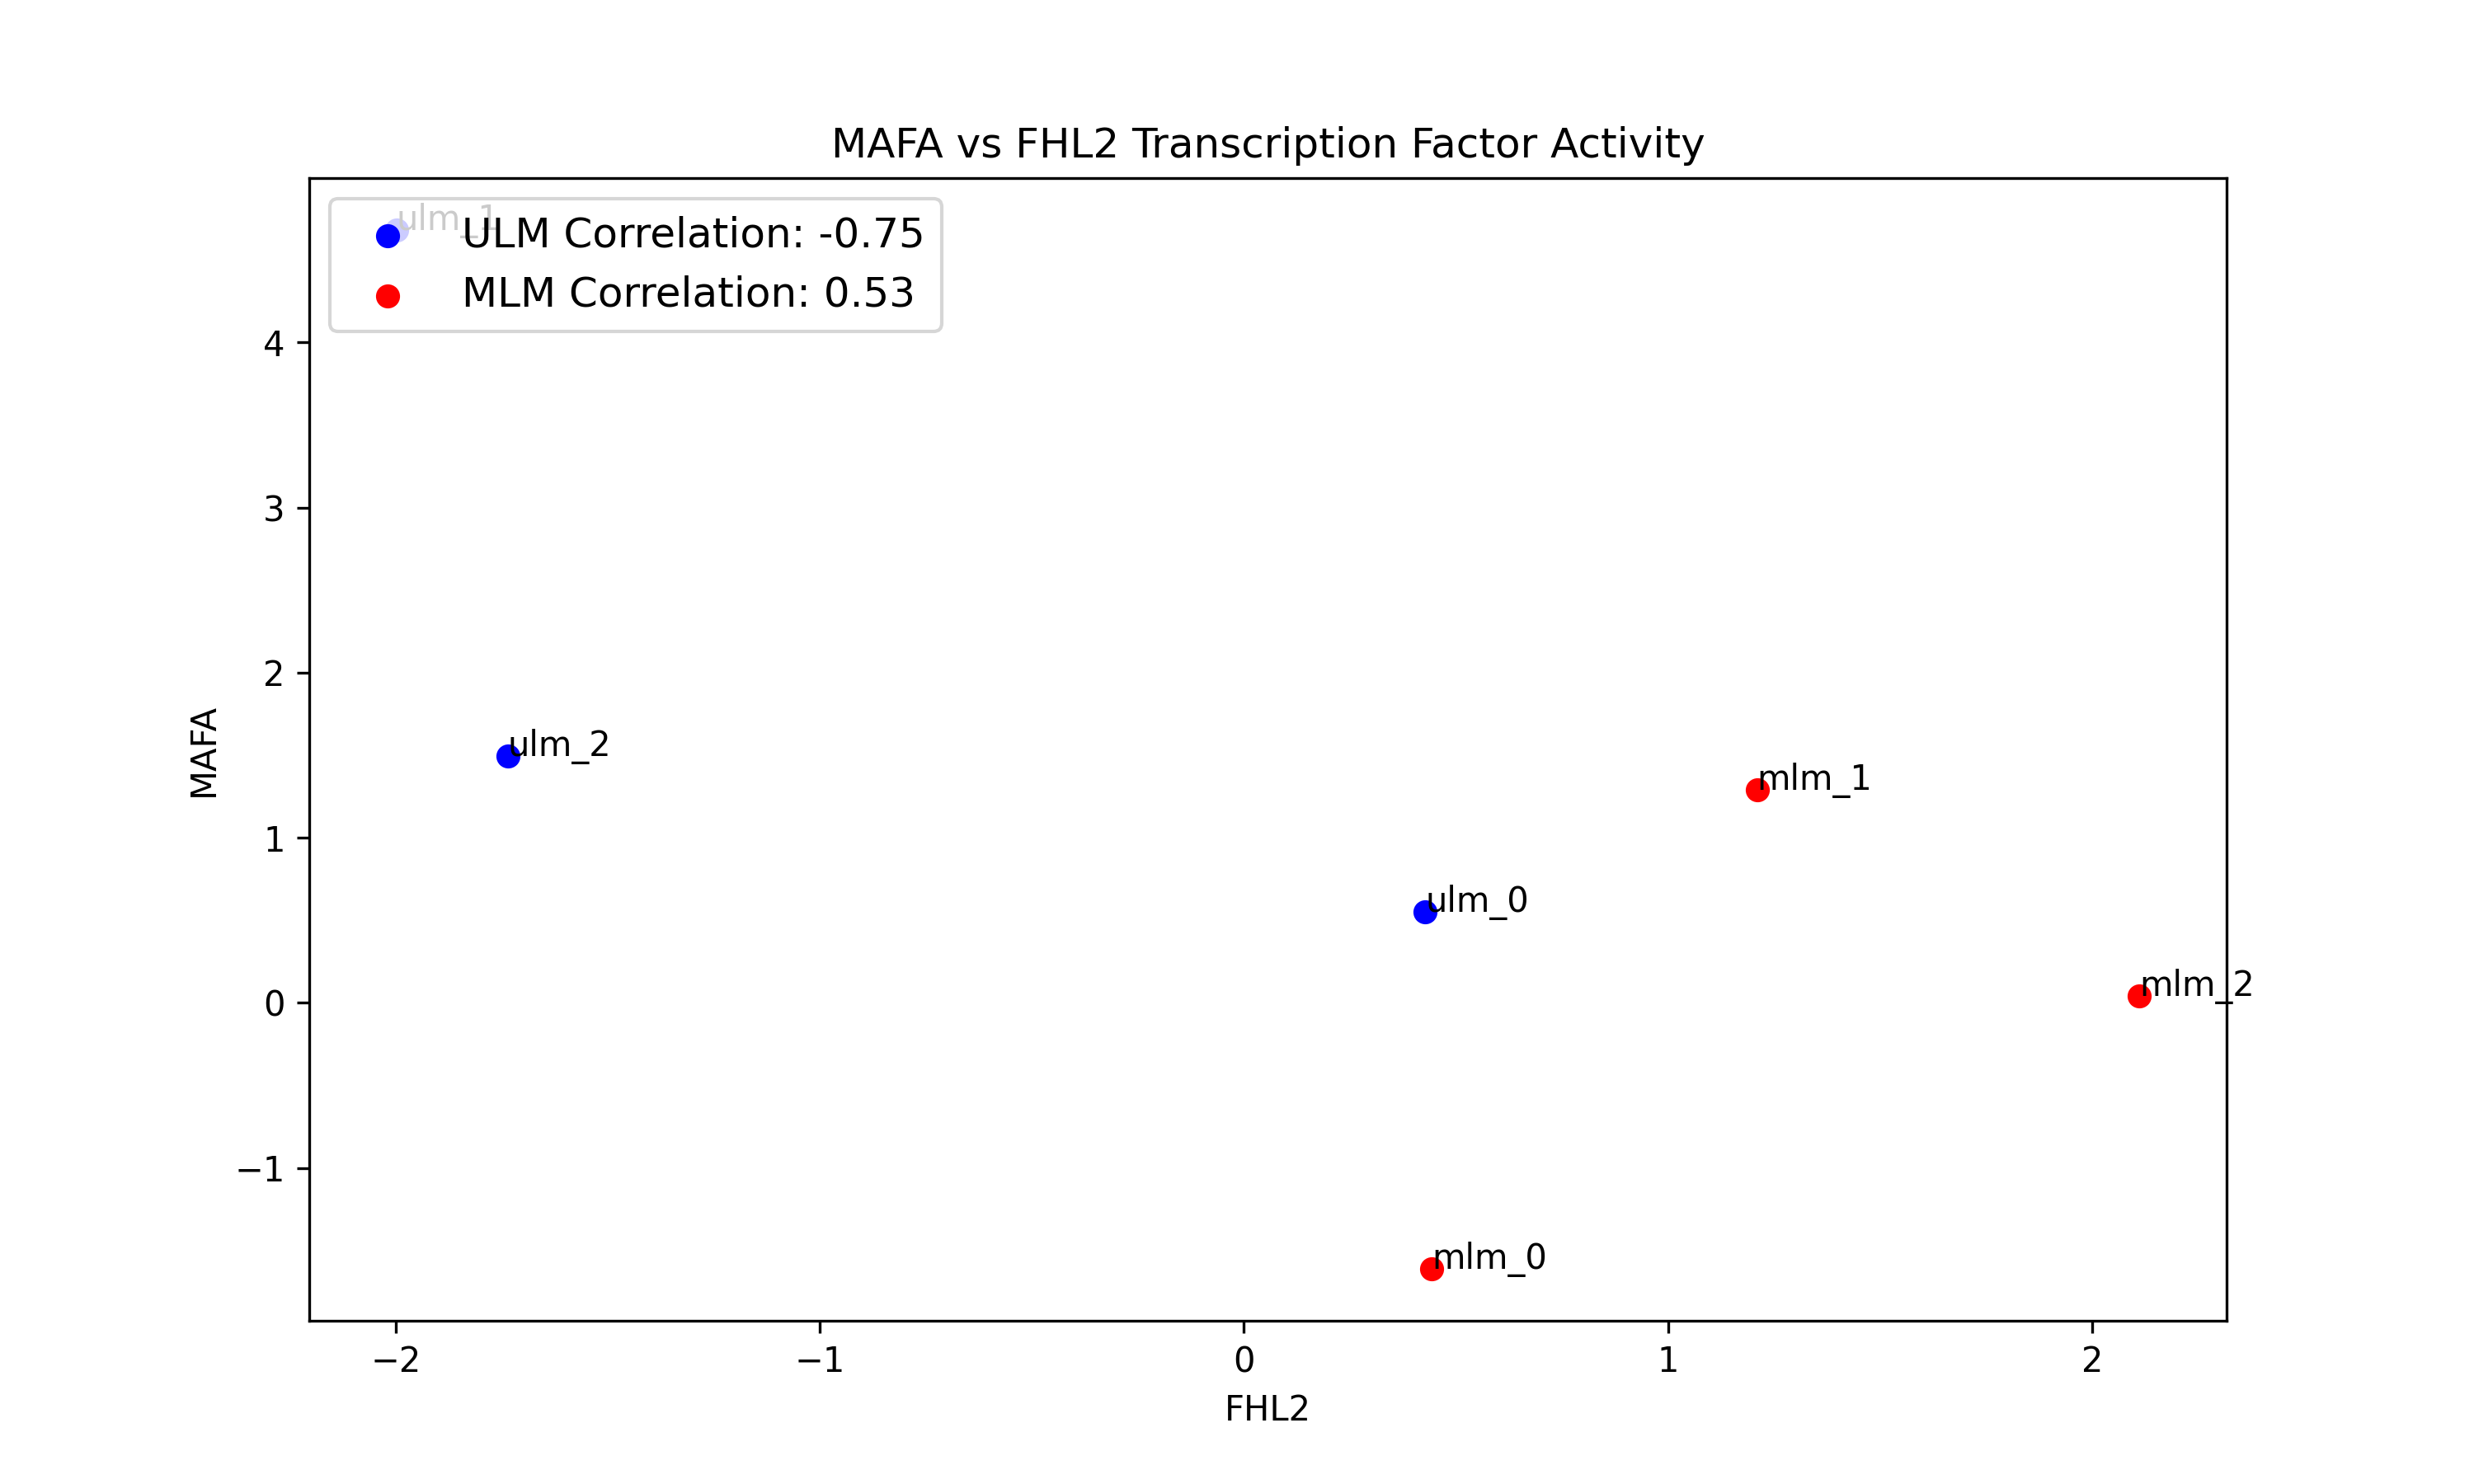 MAFA vs FHL2 Transcription Factor Activity
ulm_1
ULM Correlation: -0.75
MLM Correlation: 0.53
4
3
2
1
0
−1
MAFA
ulm_2
mlm_1
ulm_0
mlm_2
mlm_0
−2
−1
0
1
2
FHL2